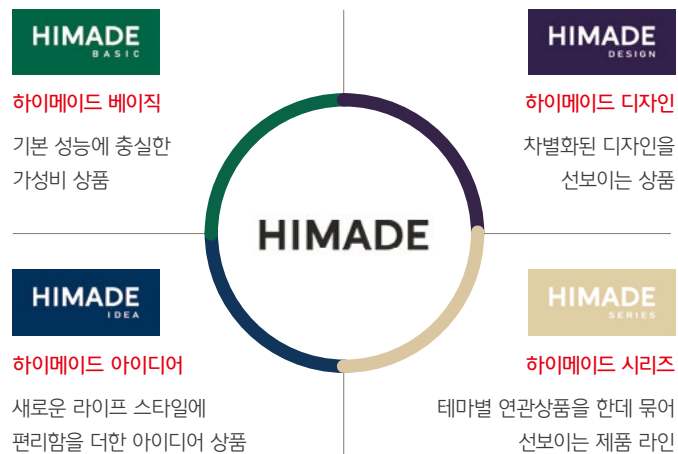 HIMADE
BASIC
하이메이드 베이직
기본 성능에 충실한
가성비 상품
HIMADE
DESIGN
하이메이드 디자인
차별화된 디자인을
선보이는 상품
HIMADE
HIMADE
IDEA
하이메이드 아이디어
새로운 라이프 스타일에
편리함을 더한 아이디어 상품
HIMADE
SERIES
하이메이드 시리즈
테마별 연관상품을 한데 묶어
선보이는 제품 라인